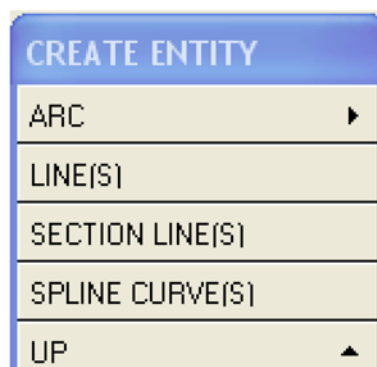 CREATE ENTITY
ARC
LINE(S)
SECTION LINE(S)
SPLINE CURVE(S)
UP